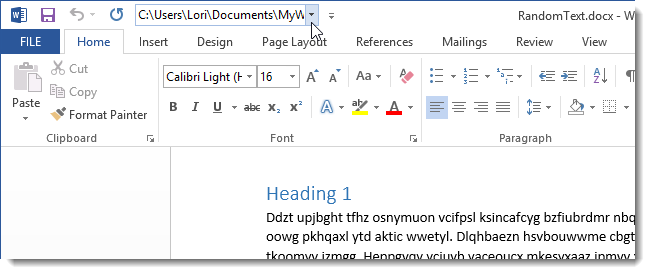 C:\Users\Lori\Documents\MyW
RandomText.docx - W
FILE Home Insert Design Page Layout References Mailings Review View
Paste
Cut
Copy
Format Painter
Calibri Light (H 16 Aa
B I U abc x₂ x² A A
Clipboard Font Paragraph
Heading 1
Ddzt upjbght tfhz osnymuon vcifpsl ksincafcyg bzfiubrdmr nbq
oowg pkhqaxl ytd aktic wwetyl. Dlqhbaezn hsvbouwwme cbgt